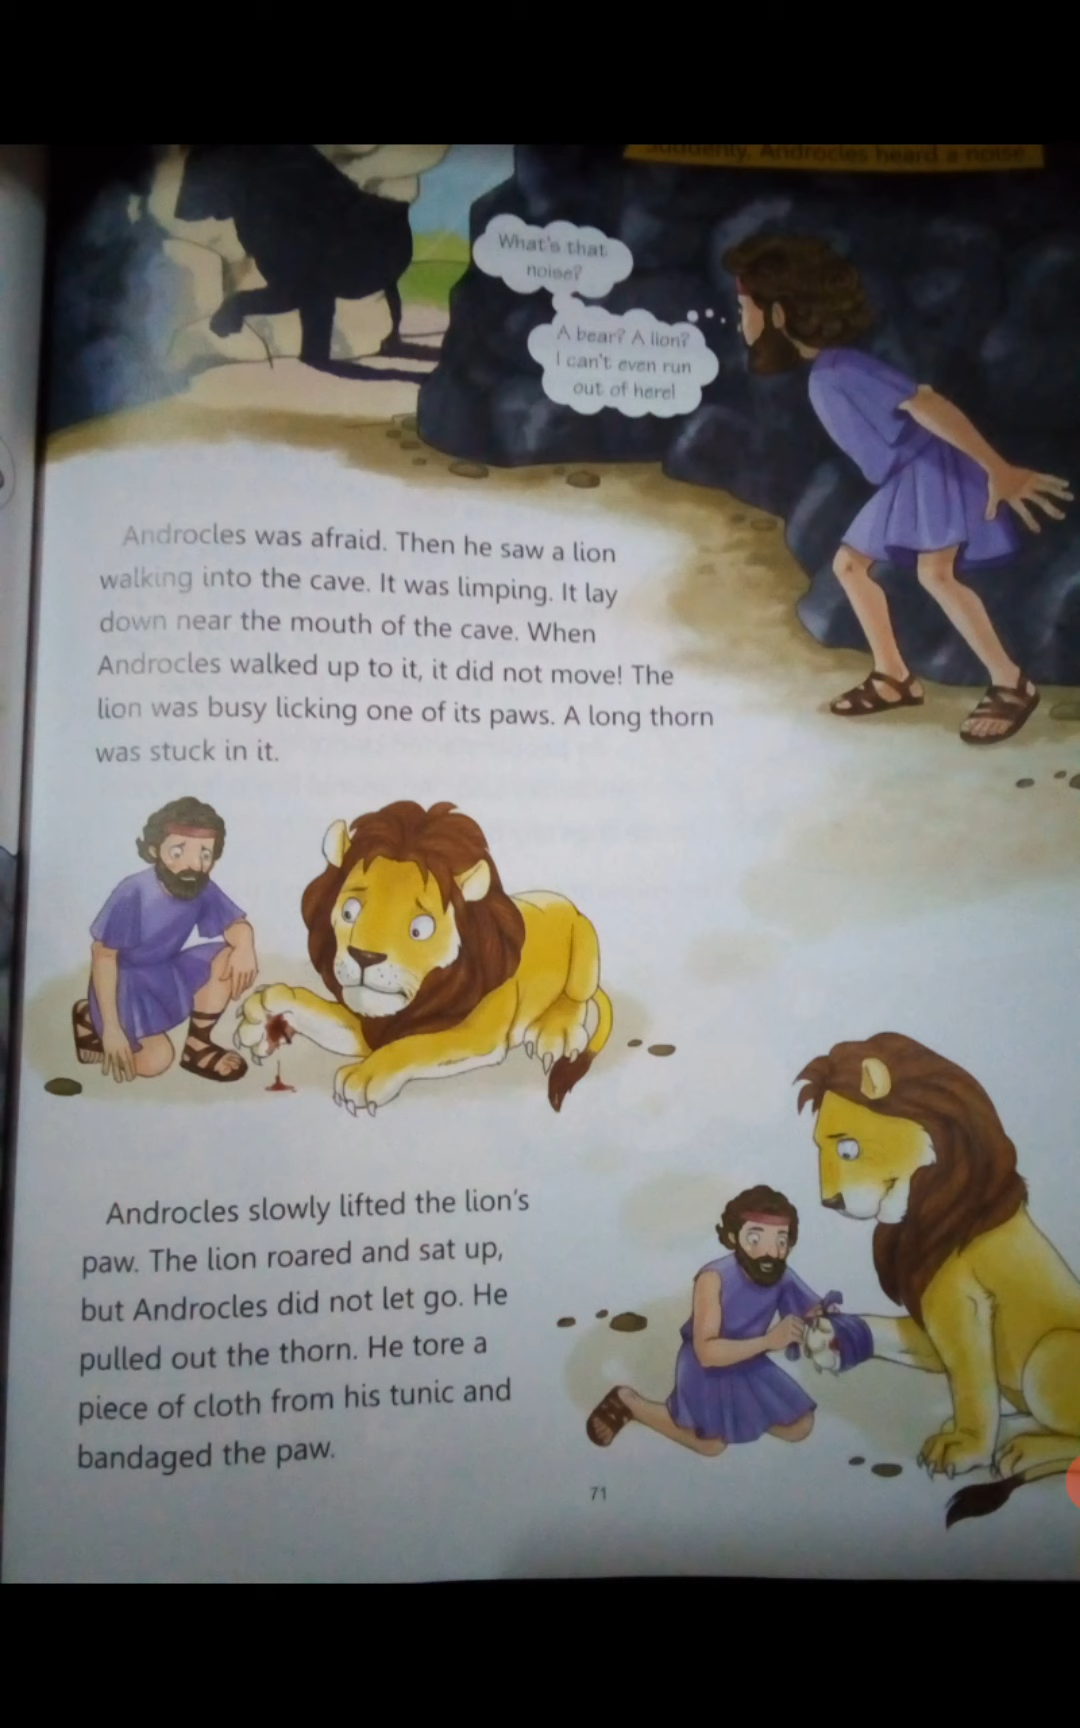 Suddenly, Androcles heard a noise
What's that
noise?
A bear? A lion?
I can't even run
out of here!
Androcles was afraid. Then he saw a lion
walking into the cave. It was limping. It lay
down near the mouth of the cave. When
Androcles walked up to it, it did not move! The
lion was busy licking one of its paws. A long thorn
was stuck in it.
Androcles slowly lifted the lion's
paw. The lion roared and sat up,
but Androcles did not let go. He
pulled out the thorn. He tore a
piece of cloth from his tunic and
bandaged the paw.
71